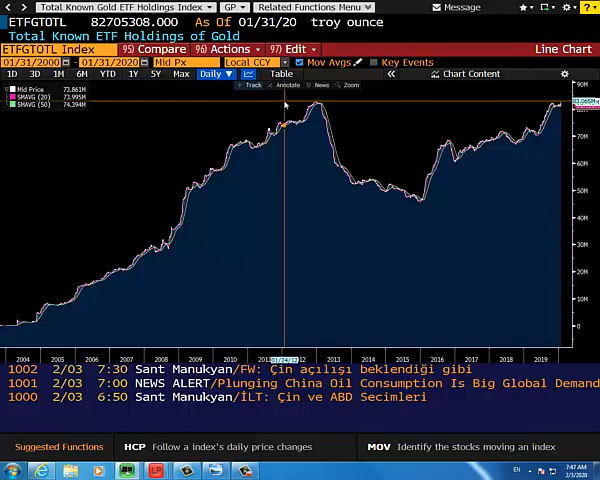 < > Total Known Gold ETF Holdings Index ▾ GP ▾ Related Functions Menu ≫ Message
ETFGTOTL 82705308.000 As Of 01/31/20 troy ounce
Total Known ETF Holdings of Gold
ETFGTOTL Index 95) Compare 96) Actions ▾ 97) Edit ▾ Line Chart
01/31/2000 - 01/31/2020 Mid Px Local CCY Mov Avgs Key Events
1D 3D 1M 6M YTD 1Y 5Y Max Daily ▼ Table « Chart Content
+ Track Annotate News Zoom
Mid Price 73.861M
SMAVG (20) 73.995M
SMAVG (50) 74.394M
90M
83.065M
80M
70M
60M
50M
40M
30M
20M
10M
0
2004 2005 2006 2007 2008 2009 2010 01/24/12 2013 2014 2015 2016 2017 2018 2019
1002 2/03 7:30 Sant Manukyan/FW: Çin açılışı beklendiği gibi
1001 2/03 7:00 NEWS ALERT/Plunging China Oil Consumption Is Big Global Demand
1000 2/03 6:50 Sant Manukyan/İLT: Çin ve ABD Secimleri
Suggested Functions HCP Follow a index's daily price changes MOV Identify the stocks moving an index
EN 7:47 AM
2/3/2020